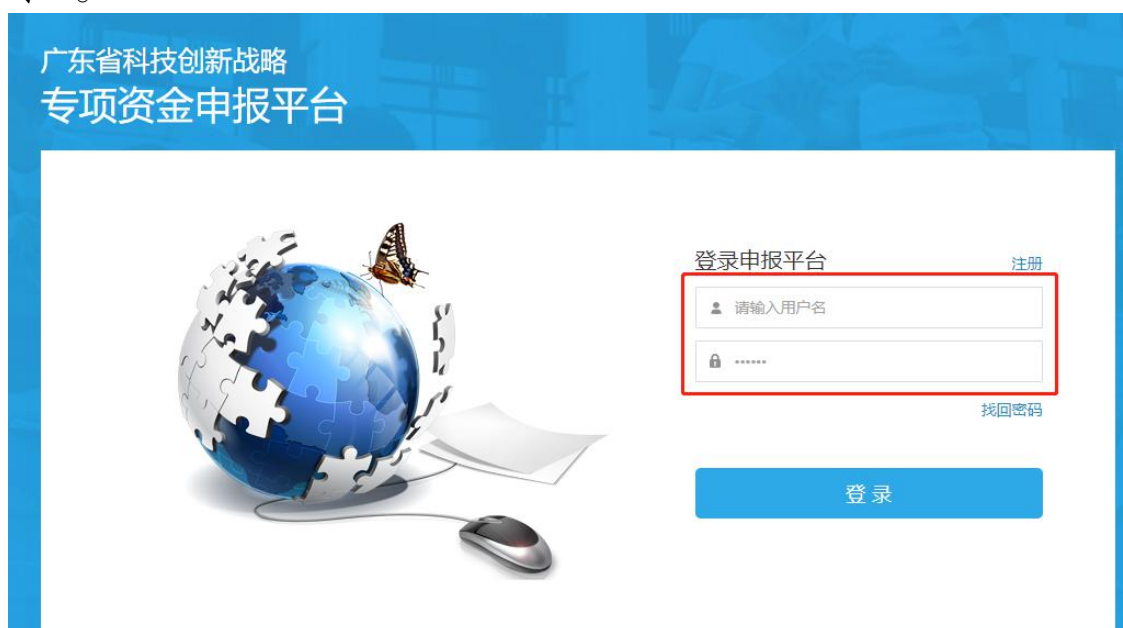 广东省科技创新战略
专项资金申报平台
登录申报平台
注册
请输入用户名
••••••
找回密码
登录